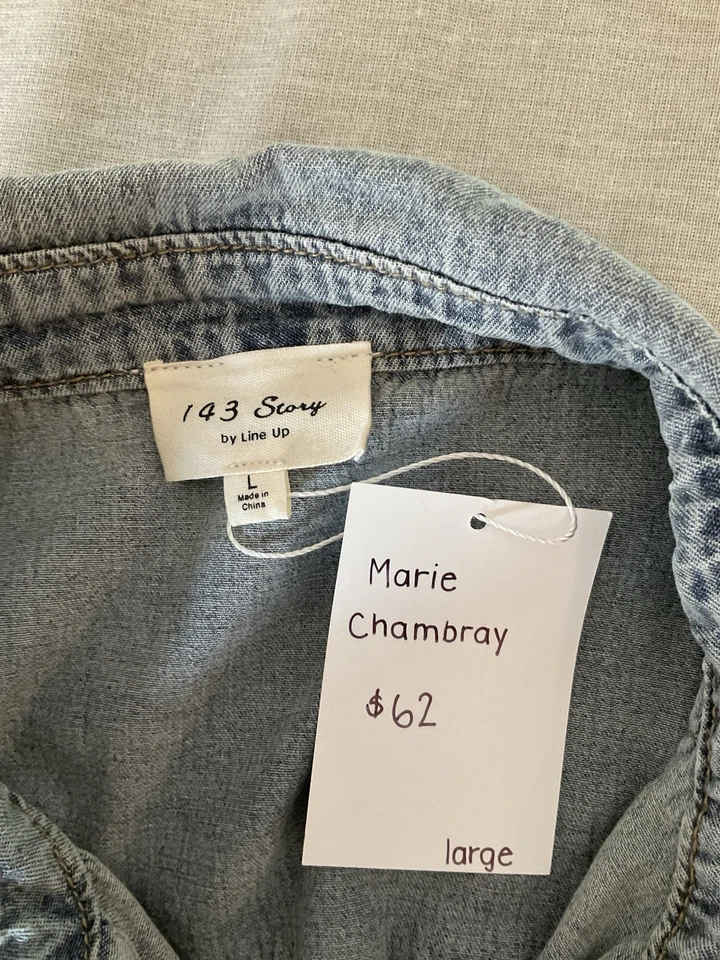 143 Story
by Line Up
L
Made in
China
Marie
Chambray
$62
large